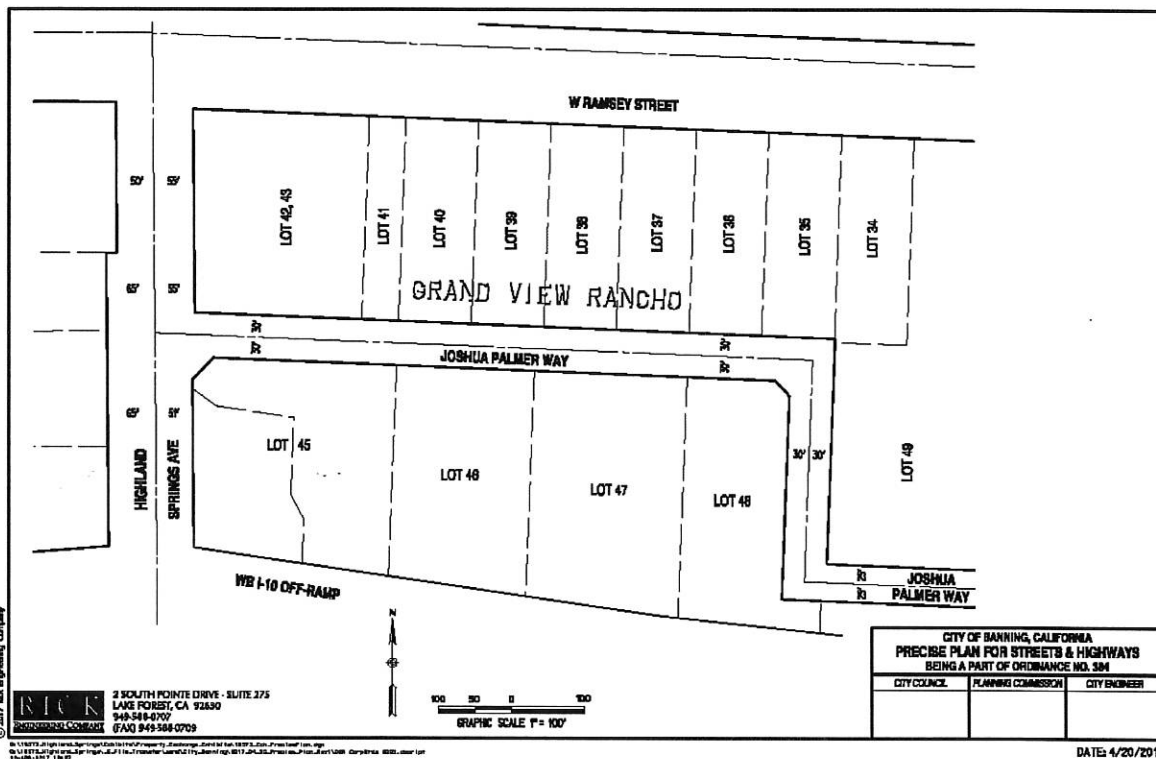 W RAMSEY STREET
50'
53'
65'
55'
65'
51'
LOT 42, 43
LOT 41
LOT 40
LOT 39
LOT 38
LOT 37
LOT 36
LOT 35
LOT 34
GRAND VIEW RANCHO
30'
30'
30'
30'
JOSHUA PALMER WAY
HIGHLAND
SPRINGS AVE
LOT 45
LOT 46
LOT 47
LOT 48
30'
30'
LOT 49
JOSHUA
PALMER WAY
WB I-10 OFF-RAMP
N
100 50 0 100
GRAPHIC SCALE 1" = 100'
RICK
ENGINEERING COMPANY
2 SOUTH POINTE DRIVE - SUITE 275
LAKE FOREST, CA 92630
949-588-0707
(FAX) 949-588-0709
CITY OF BANNING, CALIFORNIA
PRECISE PLAN FOR STREETS & HIGHWAYS
BEING A PART OF ORDINANCE NO.
CITY COUNCIL
PLANNING COMMISSION
CITY ENGINEER
DATE: 4/20/201